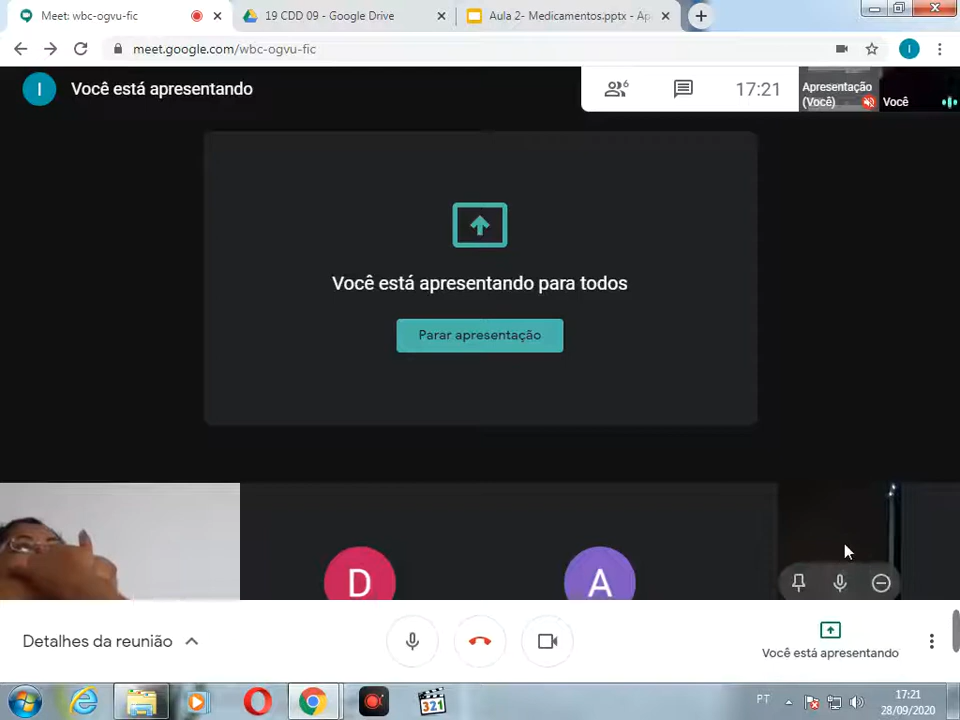 Meet: wbc-ogvu-fic
19 CDD 09 - Google Drive
Aula 2- Medicamentos.pptx - Ap
meet.google.com/wbc-ogvu-fic
I
I
Você está apresentando
6
17:21
Apresentação
(Você)
Você
Você está apresentando para todos
Parar apresentação
D
A
Detalhes da reunião
Você está apresentando
321
PT
17:21
28/09/2020